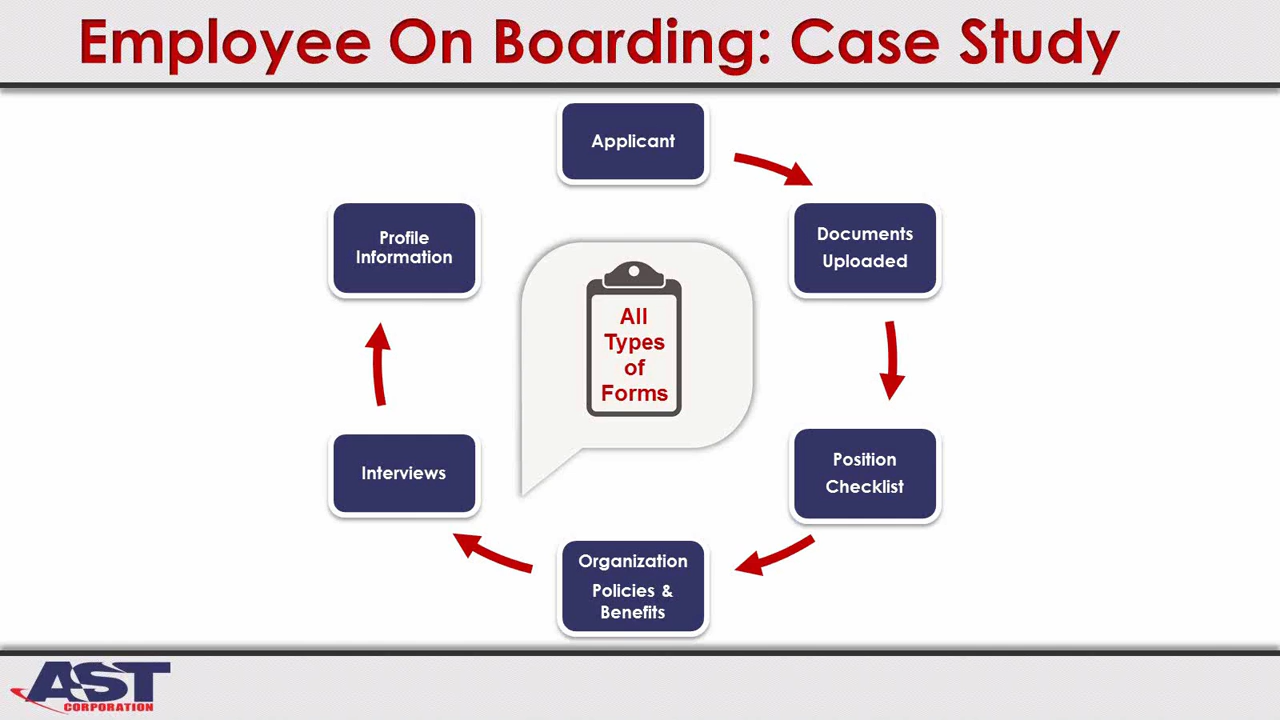 Employee On Boarding: Case Study
Applicant
Documents
Uploaded
Position
Checklist
Organization
Policies &
Benefits
Interviews
Profile
Information
All
Types
of
Forms
AST
CORPORATION